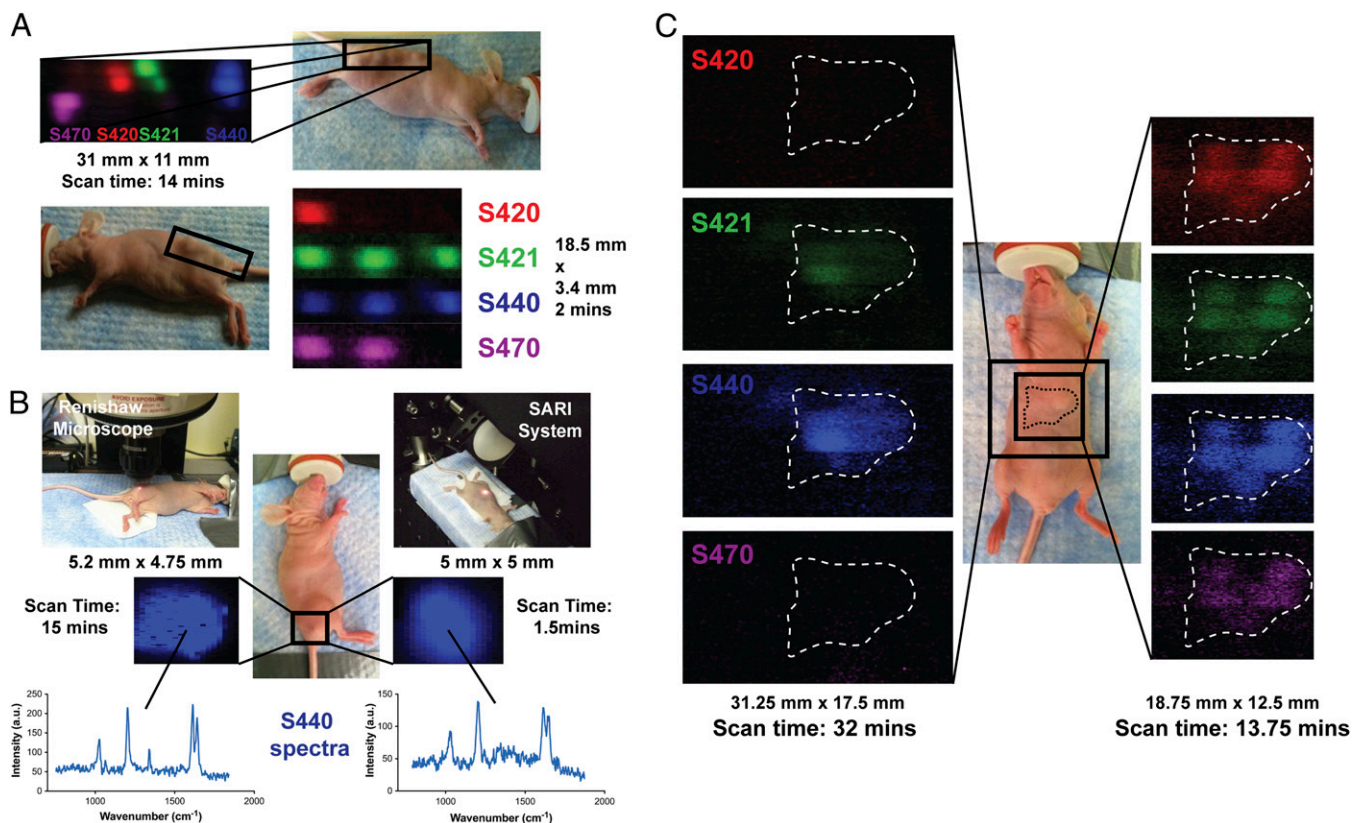 A
S470 S420 S421 S440
31 mm x 11 mm
Scan time: 14 mins
S420
S421
S440
S470
18.5 mm
x
3.4 mm
2 mins
B
Renishaw
Microscope
AVOID EXPOSURE
SARI
System
5.2 mm x 4.75 mm
5 mm x 5 mm
Scan Time:
15 mins
Scan Time:
1.5mins
250
200
150
100
50
0
Intensity (a.u.)
1000 1500 2000
Wavenumber (cm⁻¹)
S440
spectra
150
100
50
0
Intensity (a.u.)
1000 1500 2000
Wavenumber (cm⁻¹)
C
S420
S421
S440
S470
31.25 mm x 17.5 mm
Scan time: 32 mins
18.75 mm x 12.5 mm
Scan time: 13.75 mins